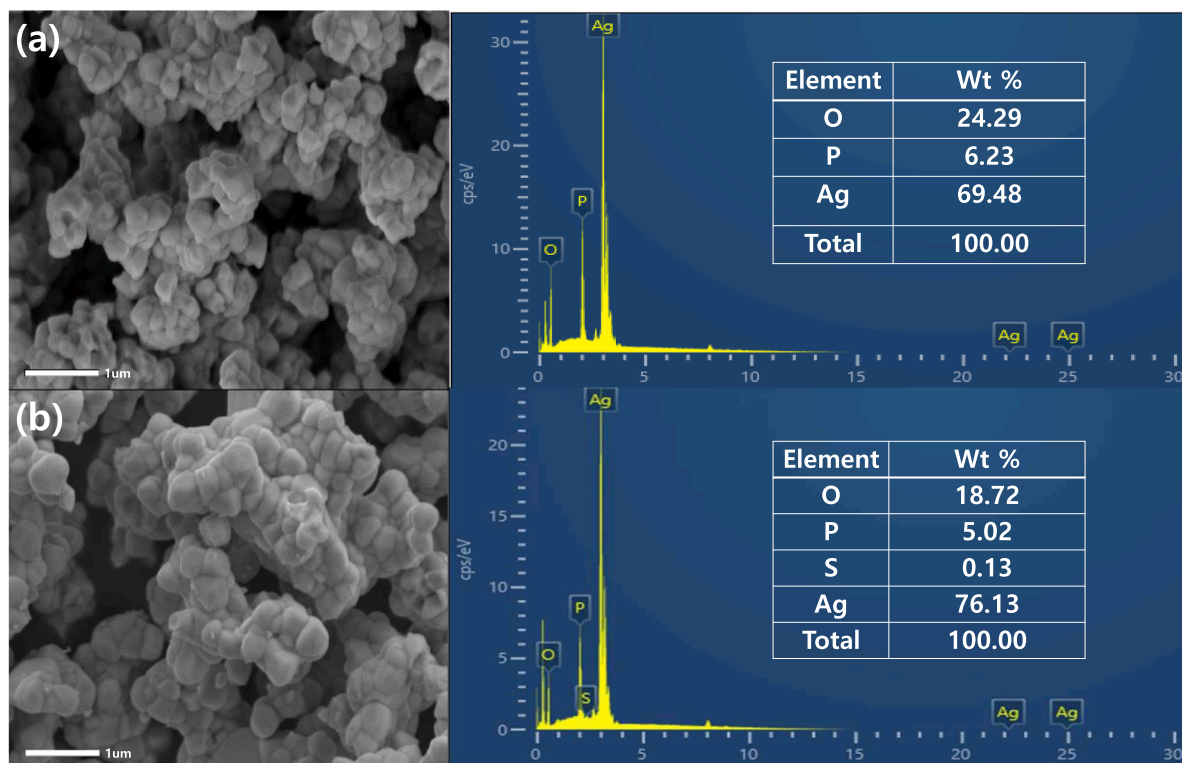 (a)
1um
cps/eV
30
20
10
0
0 5 10 15 20 25 30
Ag
P
O
Ag Ag
Element Wt %
O 24.29
P 6.23
Ag 69.48
Total 100.00
(b)
1um
cps/eV
20
15
10
5
0
0 5 10 15 20 25 30
Ag
P
O
S
Ag Ag
Element Wt %
O 18.72
P 5.02
S 0.13
Ag 76.13
Total 100.00